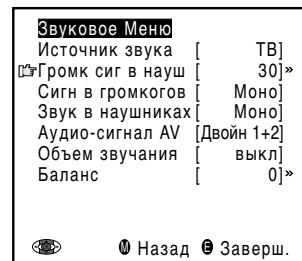 Звуковое Меню
Источник звука [ ТВ]
Громк сиг в науш [ 30]»
Сигн в громкогов [ Моно]
Звук в наушниках [ Моно]
Аудио-сигнал AV [Двойн 1+2]
Объем звучания [ выкл]
Баланс [ 0]»
M Назад E Заверш.